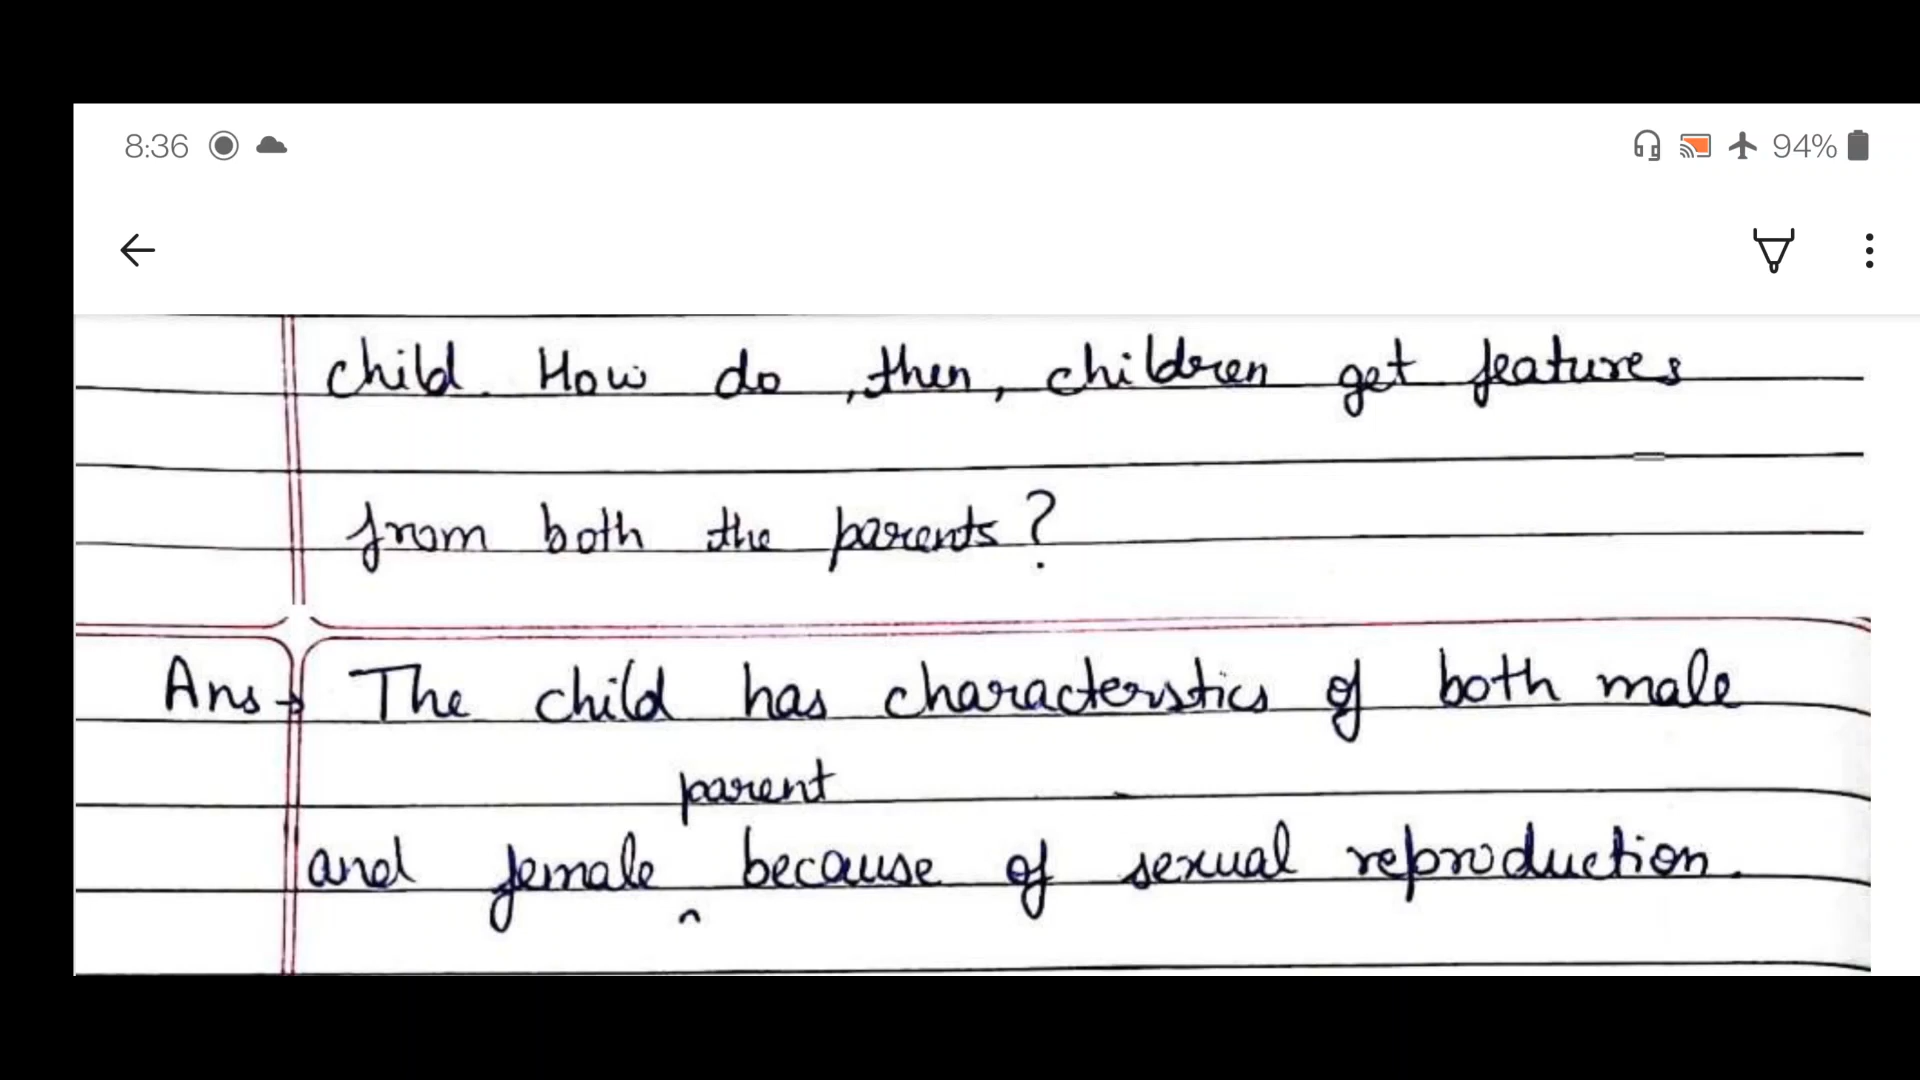 8:36 94%
child. How do , then, children get features
from both the parents?
Ans→ The child has characterstics of both male
parent
and female ^ because of sexual reproduction.